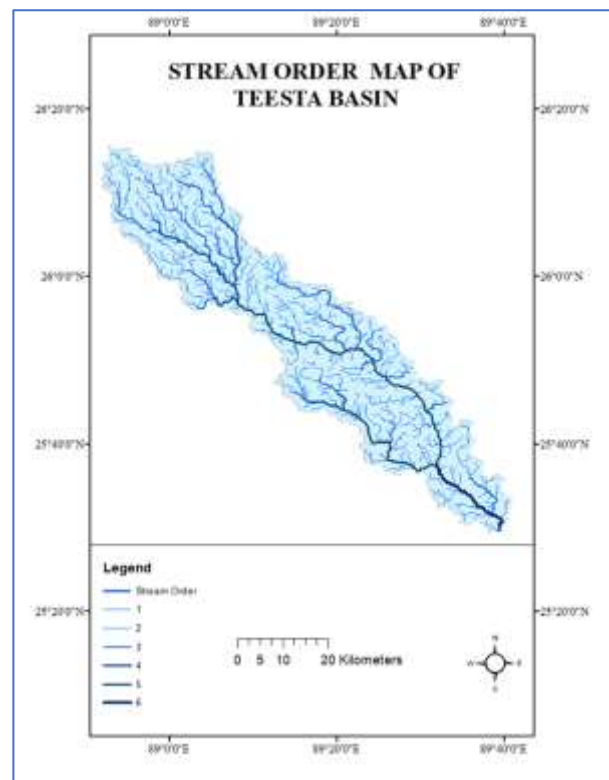 89°0'0"E 89°20'0"E 89°40'0"E
STREAM ORDER MAP OF
TEESTA BASIN
26°20'0"N 26°20'0"N
26°0'0"N 26°0'0"N
25°40'0"N 25°40'0"N
Legend
Stream Order
25°20'0"N 25°20'0"N
1
2
3
4
5
6
0 5 10 20 Kilometers
N
W E
S
89°0'0"E 89°20'0"E 89°40'0"E